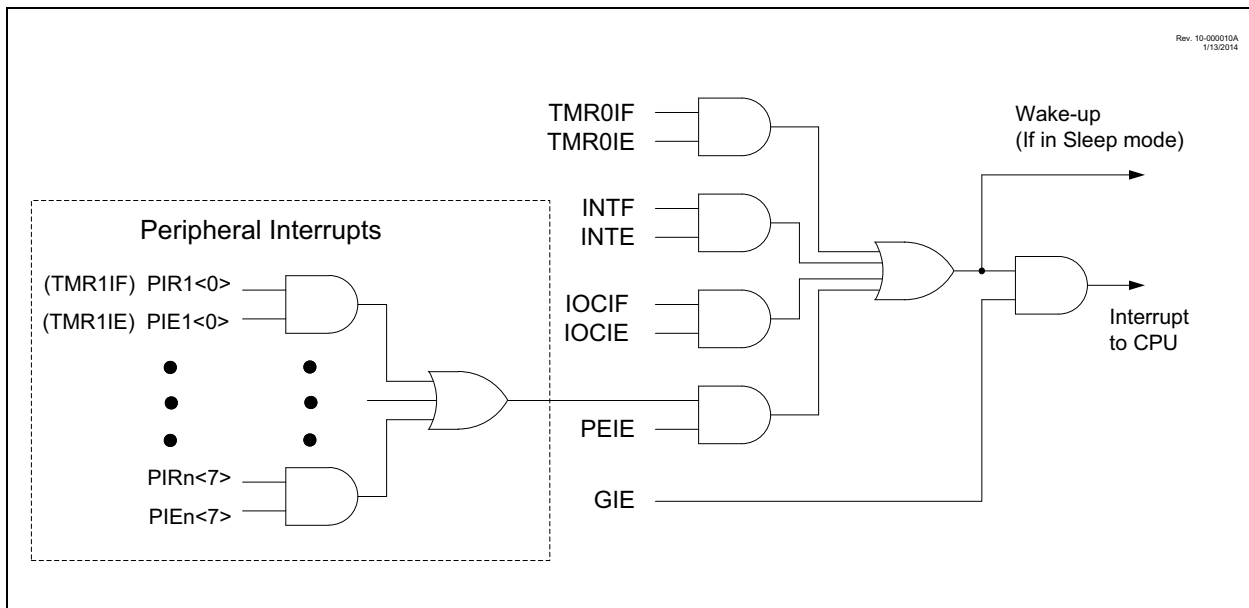 Rev. 10-000010A
1/13/2014
TMR0IF
TMR0IE
Wake-up
(If in Sleep mode)
INTF
INTE
Peripheral Interrupts
(TMR1IF) PIR1<0>
(TMR1IE) PIE1<0>
IOCIF
IOCIE
Interrupt
to CPU
PEIE
PIRn<7>
PIEn<7>
GIE